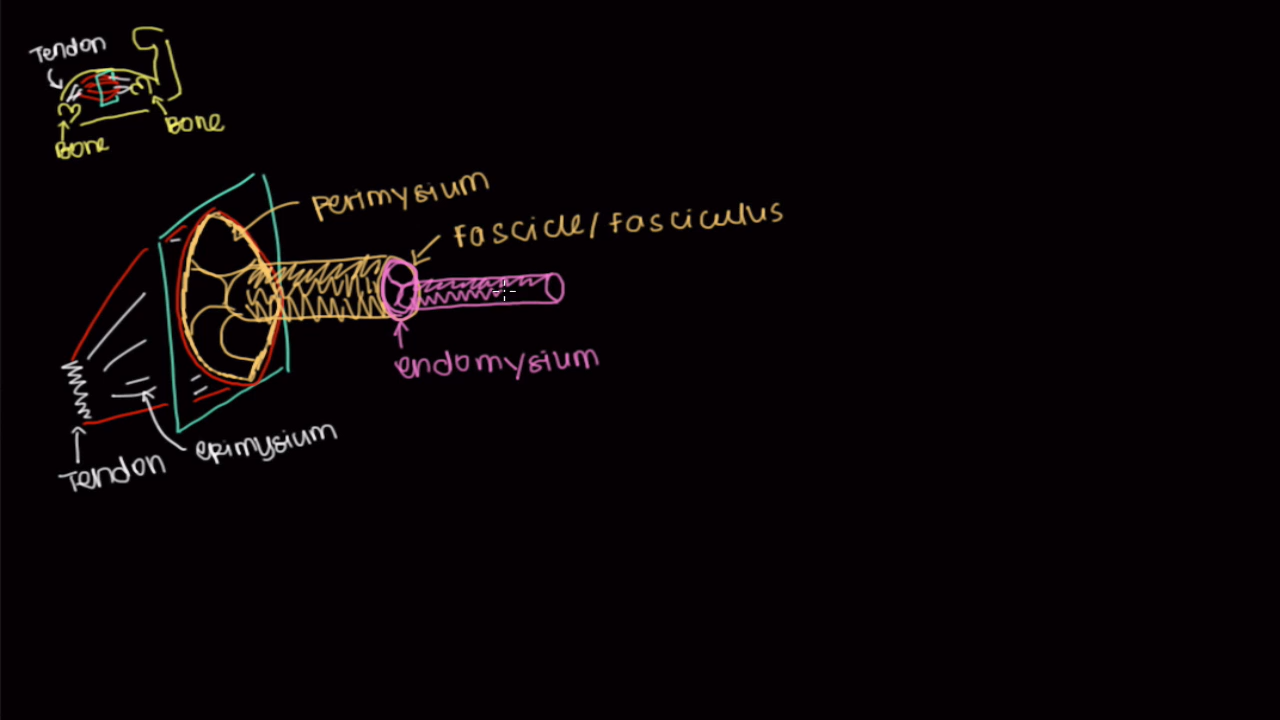 Tendon
Bone
Bone
perimysium
fascicle/fasciculus
endomysium
epimysium
Tendon